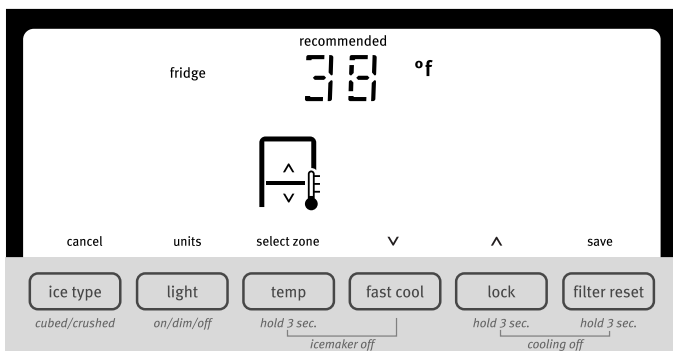 recommended
fridge 38 °f
cancel units select zone ∨ ∧ save
ice type light temp fast cool lock filter reset
cubed/crushed on/dim/off hold 3 sec. hold 3 sec. hold 3 sec.
icemaker off cooling off